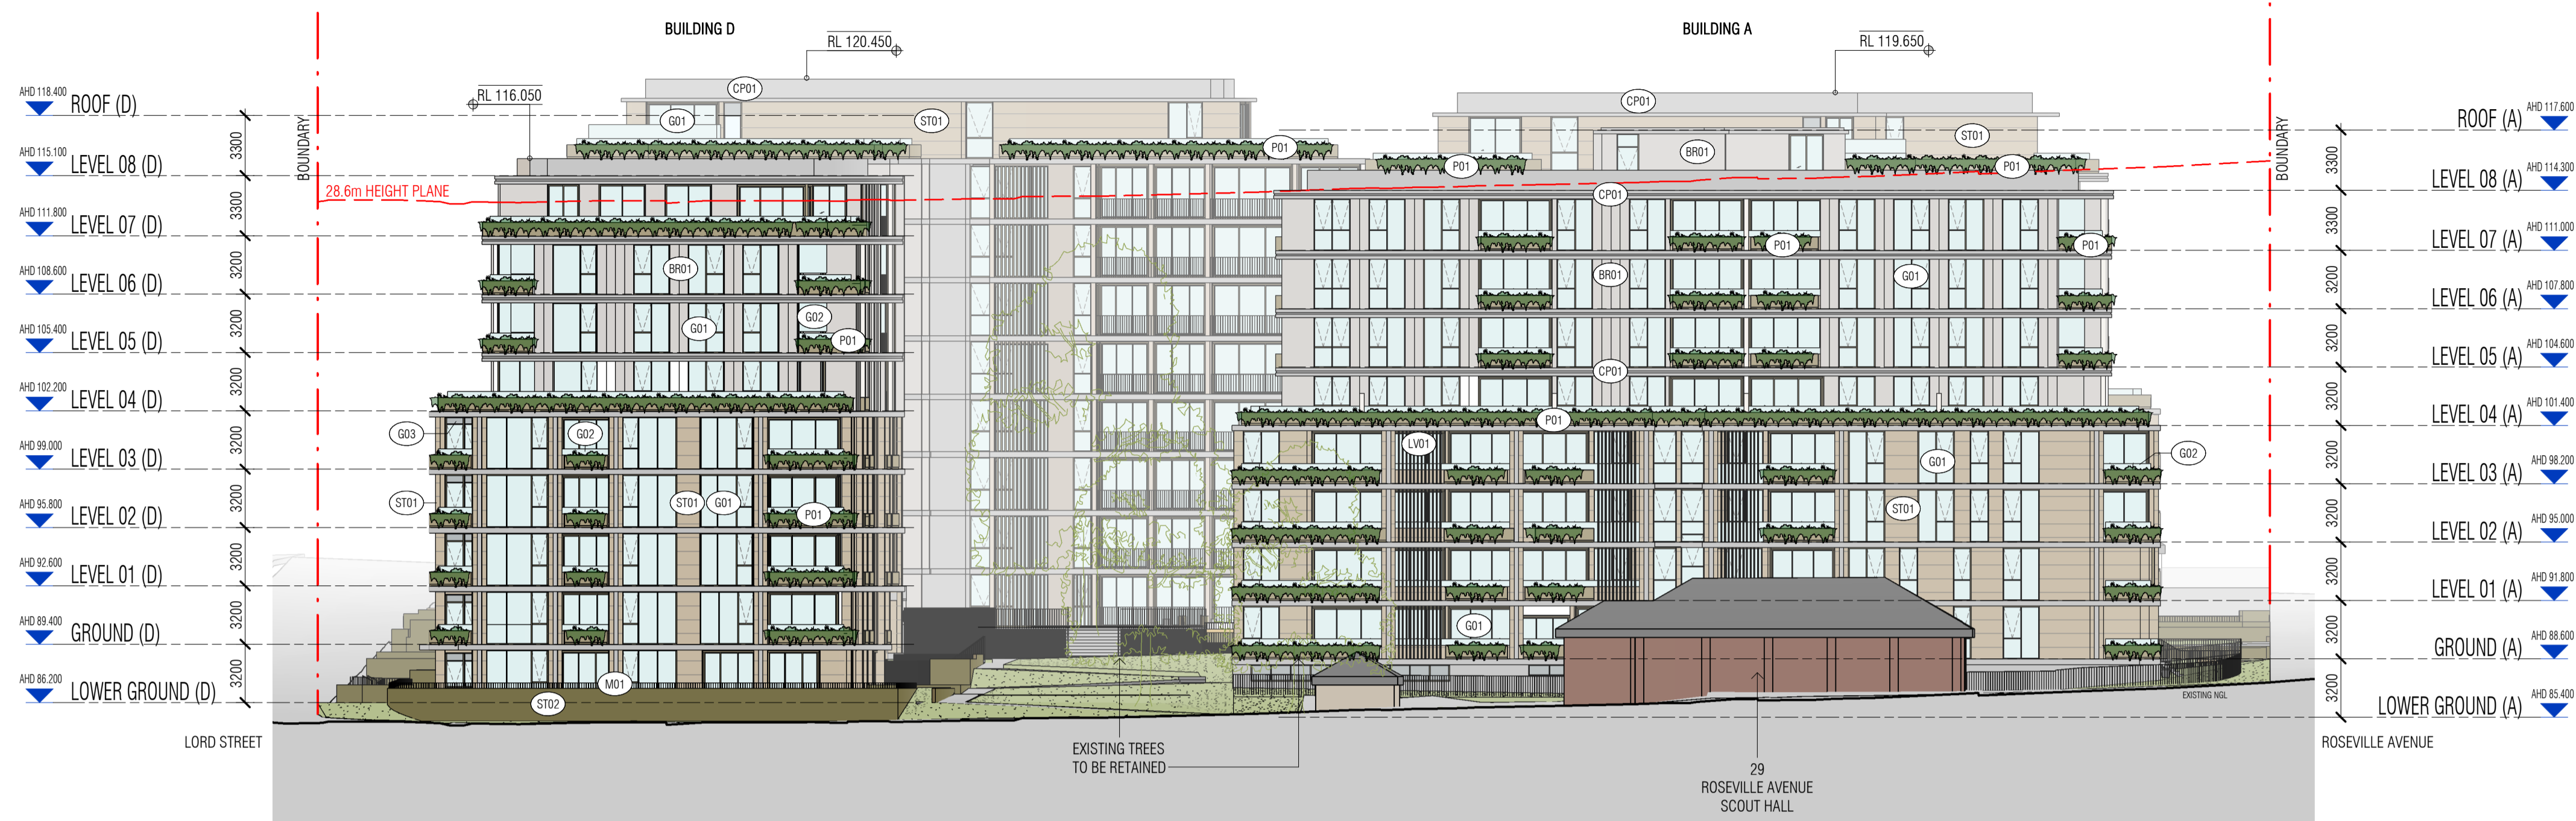 BUILDING D
BUILDING A
RL 120.450
RL 119.650
RL 116.050
AHD 118.400
ROOF (D)
AHD 115.100
LEVEL 08 (D)
AHD 111.800
LEVEL 07 (D)
AHD 108.600
LEVEL 06 (D)
AHD 105.400
LEVEL 05 (D)
AHD 102.200
LEVEL 04 (D)
AHD 99.000
LEVEL 03 (D)
AHD 95.800
LEVEL 02 (D)
AHD 92.600
LEVEL 01 (D)
AHD 89.400
GROUND (D)
AHD 86.200
LOWER GROUND (D)
3300
3300
3200
3200
3200
3200
3200
3200
3200
3200
BOUNDARY
28.6m HEIGHT PLANE
CP01
G01
ST01
P01
BR01
G01
G02
P01
G03
G02
ST01
ST01
G01
P01
M01
ST02
CP01
ST01
BR01
P01
P01
CP01
P01
P01
BR01
G01
CP01
P01
LV01
G01
G02
ST01
G01
BOUNDARY
3300
3300
3200
3200
3200
3200
3200
3200
3200
3200
ROOF (A)
AHD 117.600
LEVEL 08 (A)
AHD 114.300
LEVEL 07 (A)
AHD 111.000
LEVEL 06 (A)
AHD 107.800
LEVEL 05 (A)
AHD 104.600
LEVEL 04 (A)
AHD 101.400
LEVEL 03 (A)
AHD 98.200
LEVEL 02 (A)
AHD 95.000
LEVEL 01 (A)
AHD 91.800
GROUND (A)
AHD 88.600
LOWER GROUND (A)
AHD 85.400
EXISTING NGL
LORD STREET
EXISTING TREES
TO BE RETAINED
29
ROSEVILLE AVENUE
SCOUT HALL
ROSEVILLE AVENUE